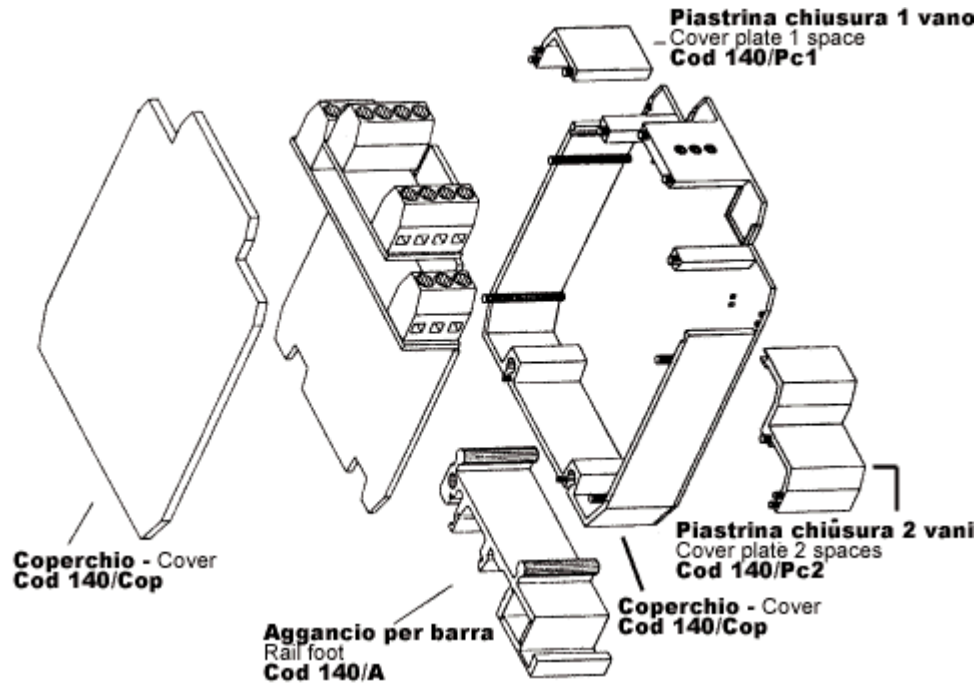 Piastrina chiusura 1 vano
Cover plate 1 space
Cod 140/Pc1
Coperchio - Cover
Cod 140/Cop
Aggancio per barra
Rail foot
Cod 140/A
Coperchio - Cover
Cod 140/Cop
Piastrina chiusura 2 vani
Cover plate 2 spaces
Cod 140/Pc2